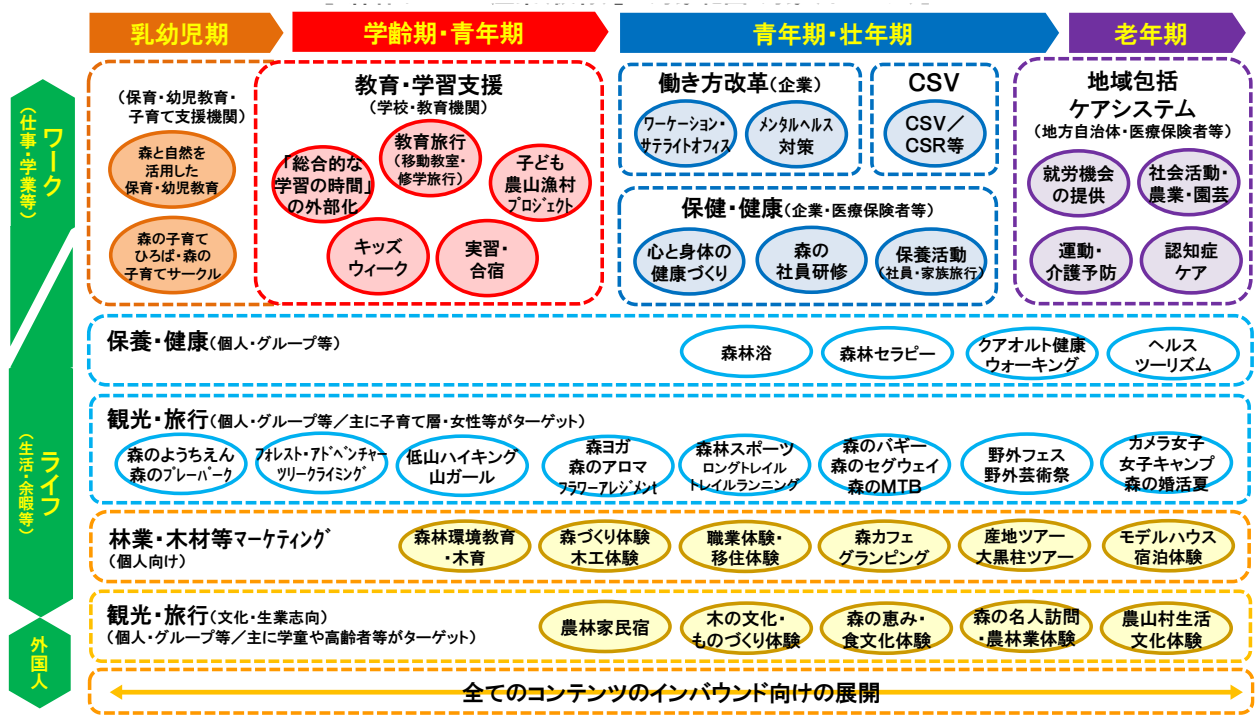 乳幼児期
学齢期・青年期
青年期・壮年期
老年期
ワーク
(仕事・学業等)
(保育・幼児教育・
子育て支援機関)
森と自然を
活用した
保育・幼児教育
森の子育て
ひろば・森の
子育てサークル
教育・学習支援
(学校・教育機関)
「総合的な
学習の時間」
の外部化
教育旅行
(移動教室・
修学旅行)
子ども
農山漁村
プロジェクト
キッズ
ウィーク
実習・
合宿
働き方改革(企業)
ワーケーション・
サテライトオフィス
メンタルヘルス
対策
CSV
CSV/
CSR等
保健・健康(企業・医療保険者等)
心と身体の
健康づくり
森の
社員研修
保養活動
(社員・家族旅行)
地域包括
ケアシステム
(地方自治体・医療保険者等)
就労機会
の提供
社会活動・
農業・園芸
運動・
介護予防
認知症
ケア
ライフ
(生活・余暇等)
保養・健康(個人・グループ等)
森林浴
森林セラピー
クアオルト健康
ウォーキング
ヘルス
ツーリズム
観光・旅行(個人・グループ等/主に子育て層・女性等がターゲット)
森のようちえん
森のプレーパーク
フォレスト・アドベンチャー
ツリークライミング
低山ハイキング
山ガール
森ヨガ
森のアロマ
フラワーアレンジメント
森林スポーツ
ロングトレイル
トレイルランニング
森のバギー
森のセグウェイ
森のMTB
野外フェス
野外芸術祭
カメラ女子
女子キャンプ
森の婚活夏
林業・木材等マーケティング
(個人向け)
森林環境教育
・木育
森づくり体験
木工体験
職業体験・
移住体験
森カフェ
グランピング
産地ツアー
大黒柱ツアー
モデルハウス
宿泊体験
外国人
観光・旅行(文化・生業志向)
(個人・グループ等/主に学童や高齢者等がターゲット)
農林家民宿
木の文化・
ものづくり体験
森の恵み・
食文化体験
森の名人訪問
・農林業体験
農山村生活
文化体験
全てのコンテンツのインバウンド向けの展開